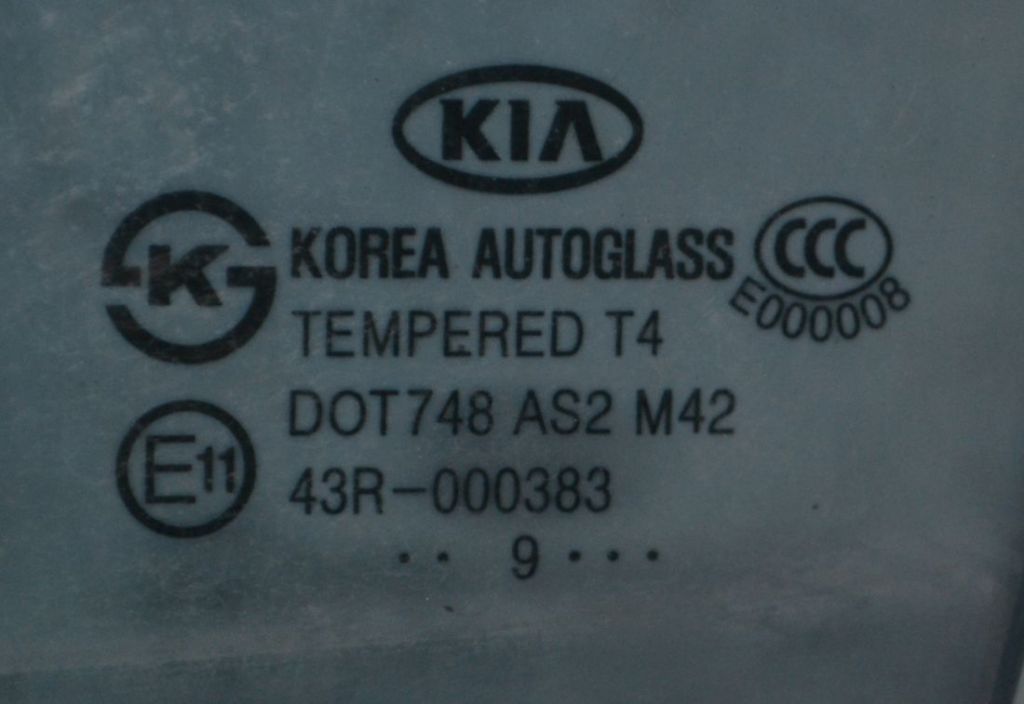 KIA
K
KOREA AUTOGLASS
CCC
E000008
TEMPERED T4
DOT748 AS2 M42
E11
43R-000383
·· 9 ···